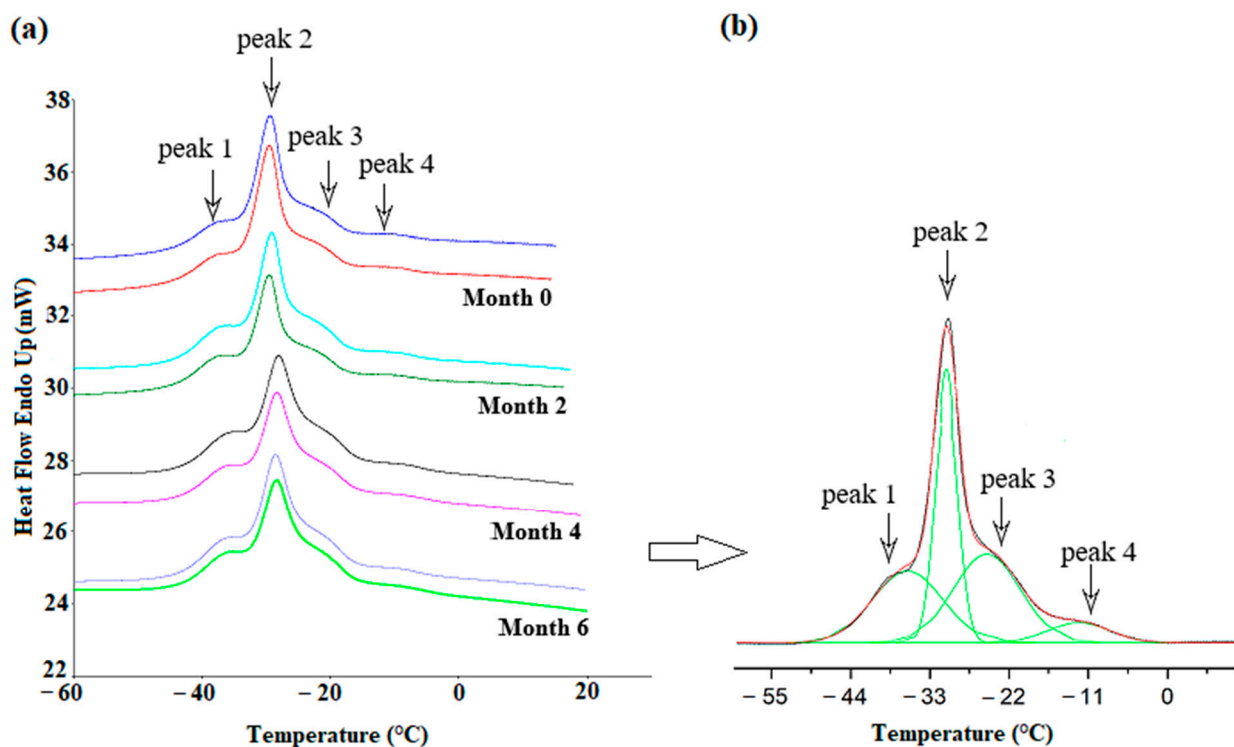 (a)
peak 2
peak 1
peak 3
peak 4
38
36
34
32
30
28
26
24
22
Heat Flow Endo Up (mW)
Month 0
Month 2
Month 4
Month 6
−60
−40
−20
0
20
Temperature (°C)
(b)
peak 2
peak 1
peak 3
peak 4
−55
−44
−33
−22
−11
0
Temperature (°C)